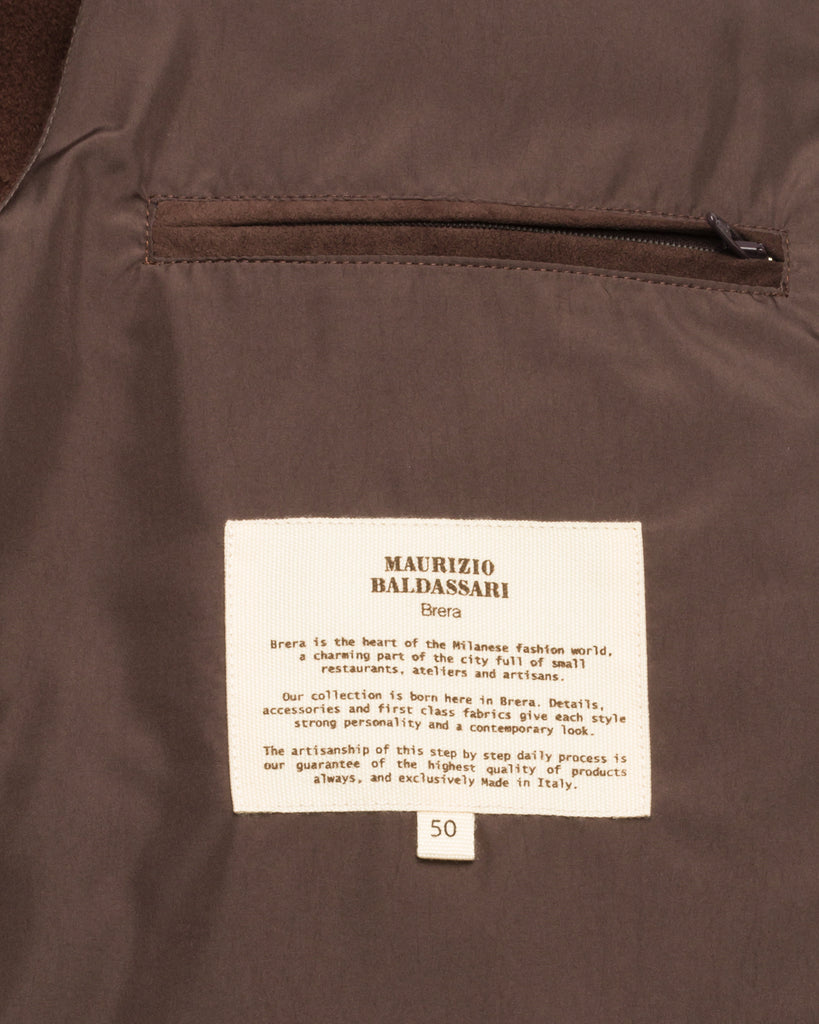 MAURIZIO
BALDASSARI
Brera
Brera is the heart of the Milanese fashion world,
a charming part of the city full of small
restaurants, ateliers and artisans.
Our collection is born here in Brera. Details,
accessories and first class fabrics give each style
strong personality and a contemporary look.
The artisanship of this step by step daily process is
our guarantee of the highest quality of products
always, and exclusively Made in Italy.
50